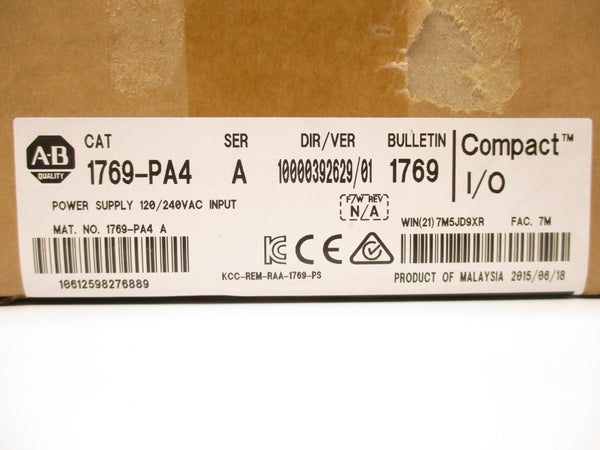 A-B
QUALITY
CAT SER DIR/VER BULLETIN
1769-PA4 A 10000392629/01 1769
Compact™
I/O
POWER SUPPLY 120/240VAC INPUT
F/W REV
N/A
MAT. NO. 1769-PA4 A
WIN(21) 7M5JD9XR FAC. 7M
10612598276889
KCC-REM-RAA-1769-PS
PRODUCT OF MALAYSIA 2015/06/18